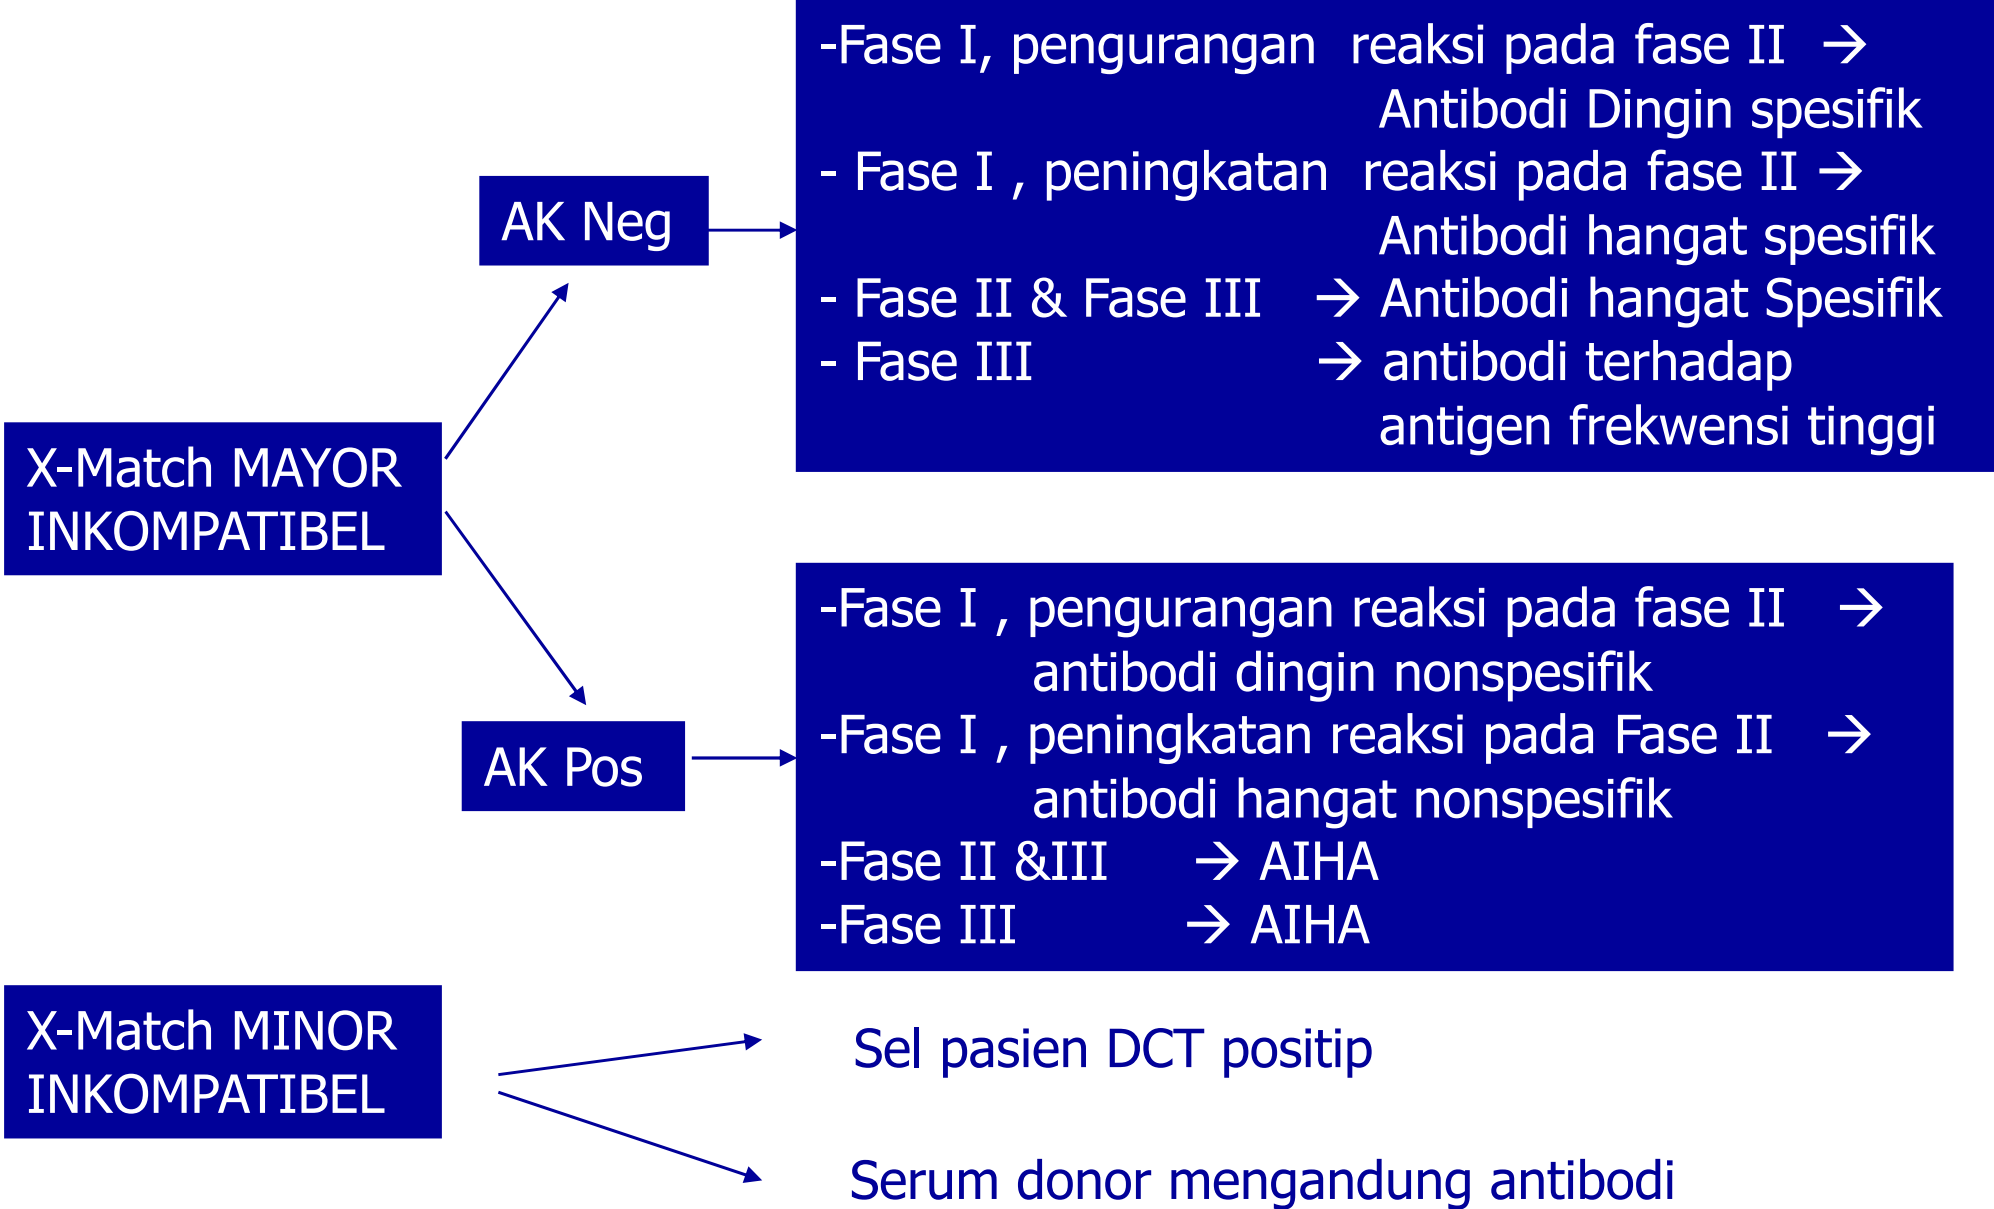 -Fase I, pengurangan reaksi pada fase II →
Antibodi Dingin spesifik
- Fase I , peningkatan reaksi pada fase II →
Antibodi hangat spesifik
- Fase II & Fase III → Antibodi hangat Spesifik
- Fase III → antibodi terhadap
antigen frekwensi tinggi
AK Neg
X-Match MAYOR
INKOMPATIBEL
-Fase I , pengurangan reaksi pada fase II →
antibodi dingin nonspesifik
-Fase I , peningkatan reaksi pada Fase II →
antibodi hangat nonspesifik
-Fase II &III → AIHA
-Fase III → AIHA
AK Pos
X-Match MINOR
INKOMPATIBEL
Sel pasien DCT positip
Serum donor mengandung antibodi